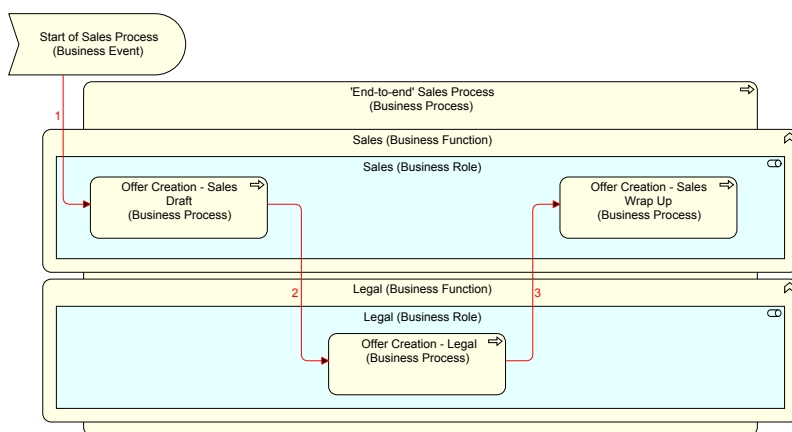 Start of Sales Process
(Business Event)
'End-to-end' Sales Process
(Business Process)
1
Sales (Business Function)
Sales (Business Role)
Offer Creation - Sales
Draft
(Business Process)
Offer Creation - Sales
Wrap Up
(Business Process)
2
3
Legal (Business Function)
Legal (Business Role)
Offer Creation - Legal
(Business Process)